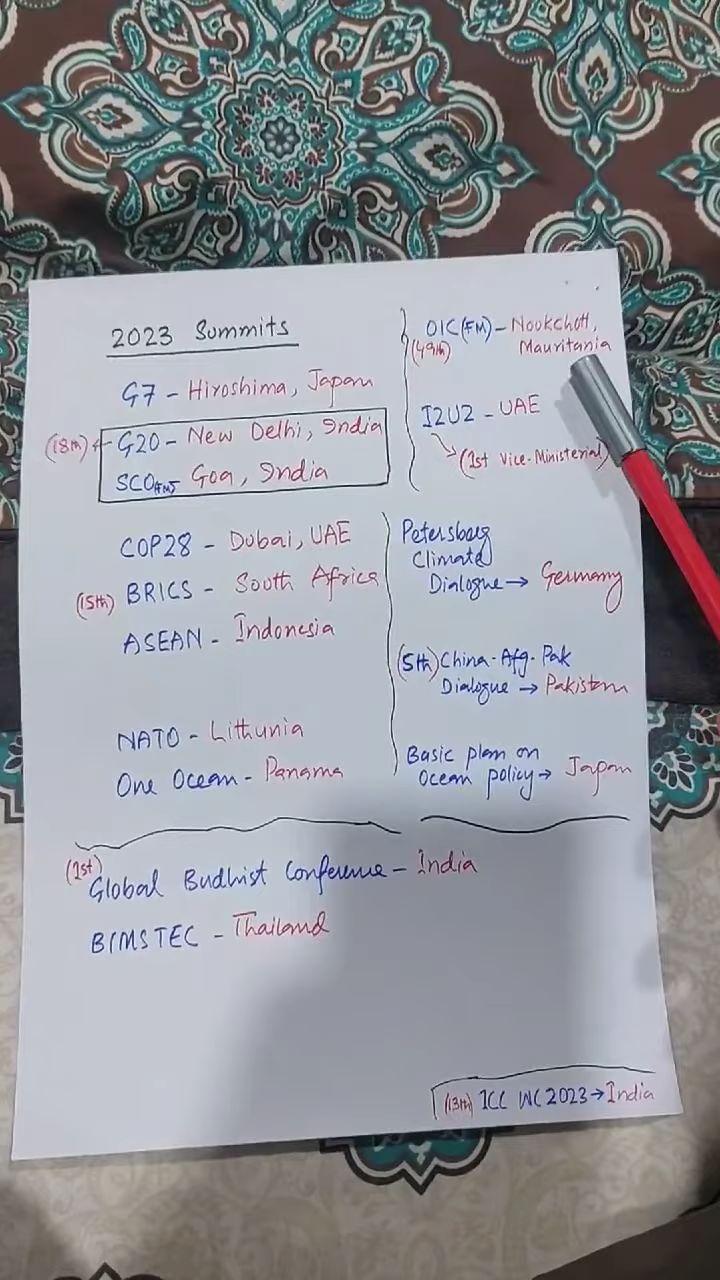 2023 Summits
G7 - Hiroshima, Japan
(18th) G20 - New Delhi, India
SCO(FM) Goa, India
COP28 - Dubai, UAE
(15th) BRICS - South Africa
ASEAN - Indonesia
NATO - Lithunia
One Ocean - Panama
OIC(FM) - Nookchott,
(49th) Mauritania
I2U2 - UAE
(1st Vice-Ministerial)
Petersberg
Climate
Dialogue → Germany
(5th) China-Afg-Pak
Dialogue → Pakistan
Basic plan on
Ocean policy → Japan
(1st)
Global Budhist Conference - India
BIMSTEC - Thailand
(13th) ICC WC2023 → India